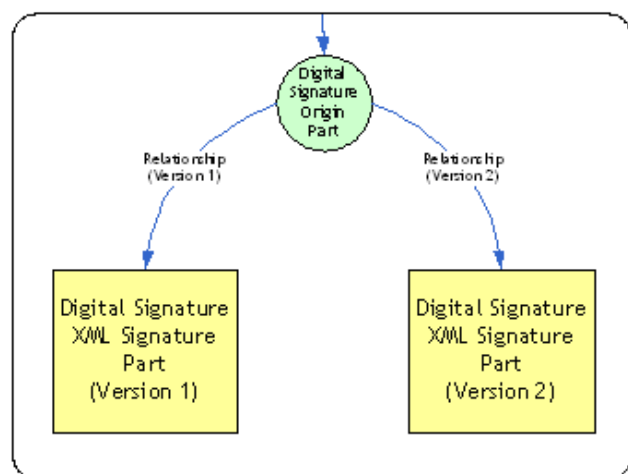 Digital
Signature
Origin
Part
Relationship
(Version 1)
Relationship
(Version 2)
Digital Signature
XML Signature
Part
(Version 1)
Digital Signature
XML Signature
Part
(Version 2)